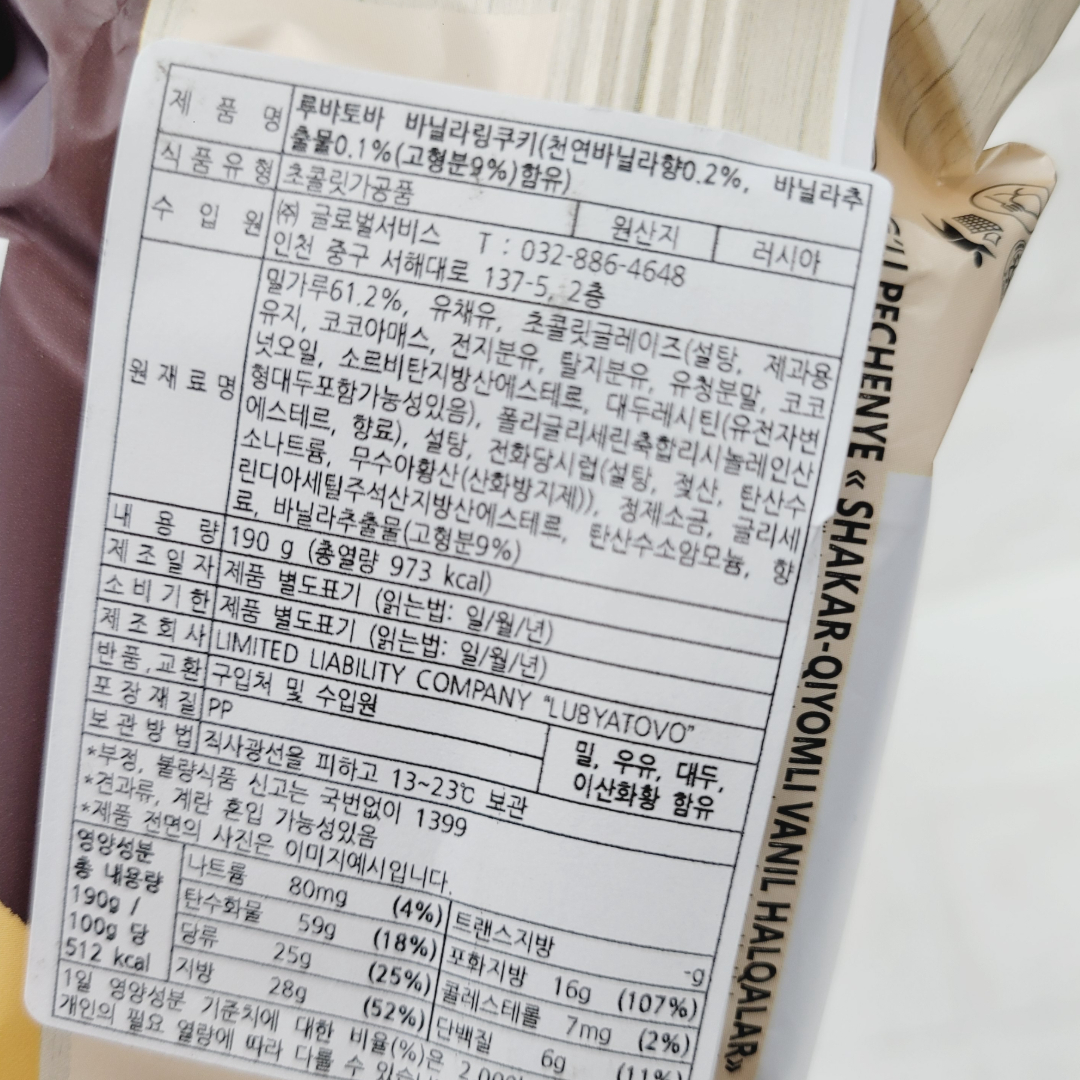 제 품 명 루뱌토바 바닐라링쿠키(천연바닐라향0.2%, 바닐라추
출물0.1%(고형분9%)함유)
식품유형 초콜릿가공품 원산지 러시아
수 입 원 ㈜ 글로벌서비스 T : 032-886-4648
인천 중구 서해대로 137-5, 2층
원재료명 밀가루61.2%, 유채유, 초콜릿글레이즈(설탕, 제과용
유지, 코코아매스, 전지분유, 탈지분유, 유청분말, 코코
넛오일, 소르비탄지방산에스테르, 대두레시틴(유전자변
형대두포함가능성있음), 폴리글리세린축합리시놀레인산
에스테르, 향료), 설탕, 전화당시럽(설탕, 젖산, 탄산수
소나트륨, 무수아황산(산화방지제)), 정제소금, 글리세
린디아세틸주석산지방산에스테르, 탄산수소암모늄, 향
료, 바닐라추출물(고형분9%)
내 용 량 190 g (총열량 973 kcal)
제조일자 제품 별도표기 (읽는법: 일/월/년)
소비기한 제품 별도표기 (읽는법: 일/월/년)
제조회사 LIMITED LIABILITY COMPANY "LUBYATOVO"
반품,교환 구입처 및 수입원
포장재질 PP
밀, 우유, 대두,
이산화황 함유
보관방법 직사광선을 피하고 13~23℃ 보관
*부정, 불량식품 신고는 국번없이 1399
*견과류, 계란 혼입 가능성있음
*제품 전면의 사진은 이미지예시입니다.
영양성분
총 내용량
190g /
100g 당
512 kcal
나트륨 80mg (4%)
탄수화물 59g (18%)
당류 25g (25%)
지방 28g (52%)
트랜스지방 -g
포화지방 16g (107%)
콜레스테롤 7mg (2%)
단백질 6g (11%)
1일 영양성분 기준치에 대한 비율(%)은
개인의 필요 열량에 따라 다를 수
PECHENYE «SHAKAR-QIYOMLI VANIL HALQALAR»